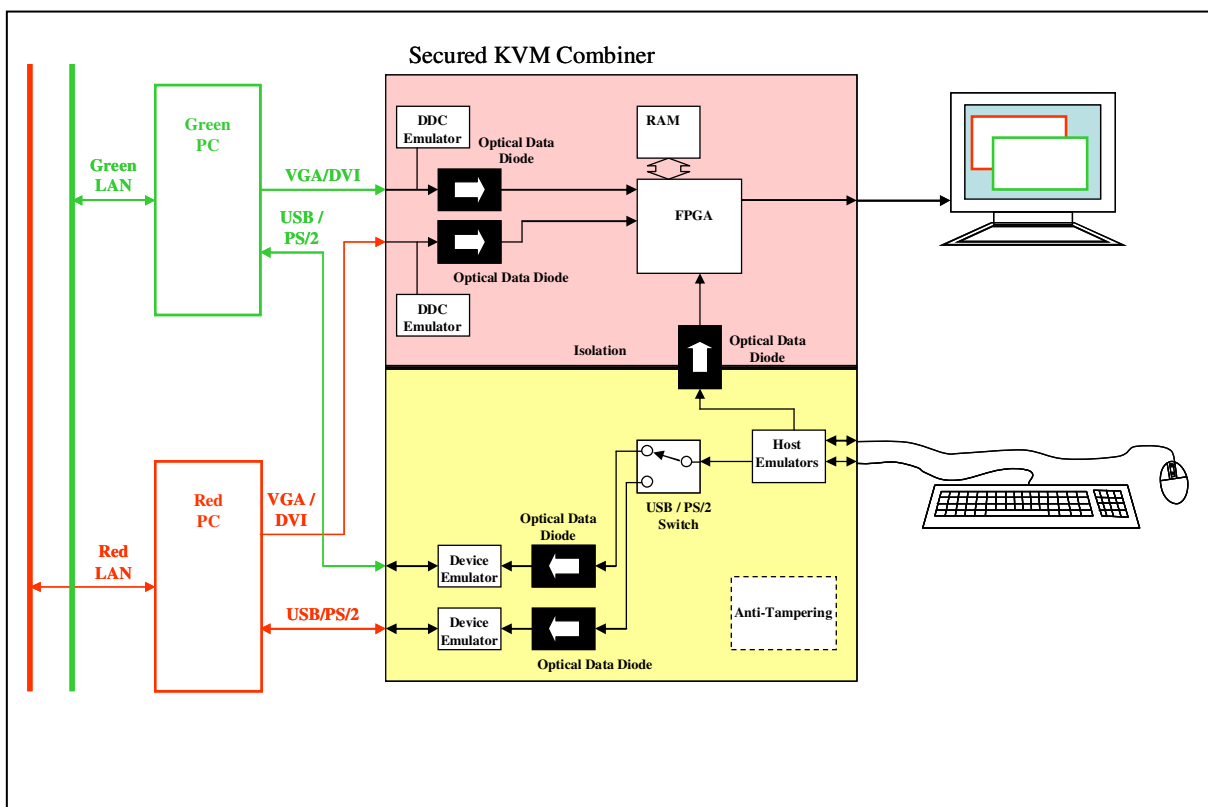 Secured KVM Combiner
Green
PC
Green
LAN
VGA/DVI
USB /
PS/2
DDC
Emulator
Optical Data
Diode
RAM
FPGA
Optical Data Diode
DDC
Emulator
Isolation
Optical Data
Diode
Red
PC
VGA /
DVI
Red
LAN
USB/PS/2
Host
Emulators
USB / PS/2
Switch
Optical Data
Diode
Device
Emulator
Device
Emulator
Optical Data Diode
Anti-Tampering